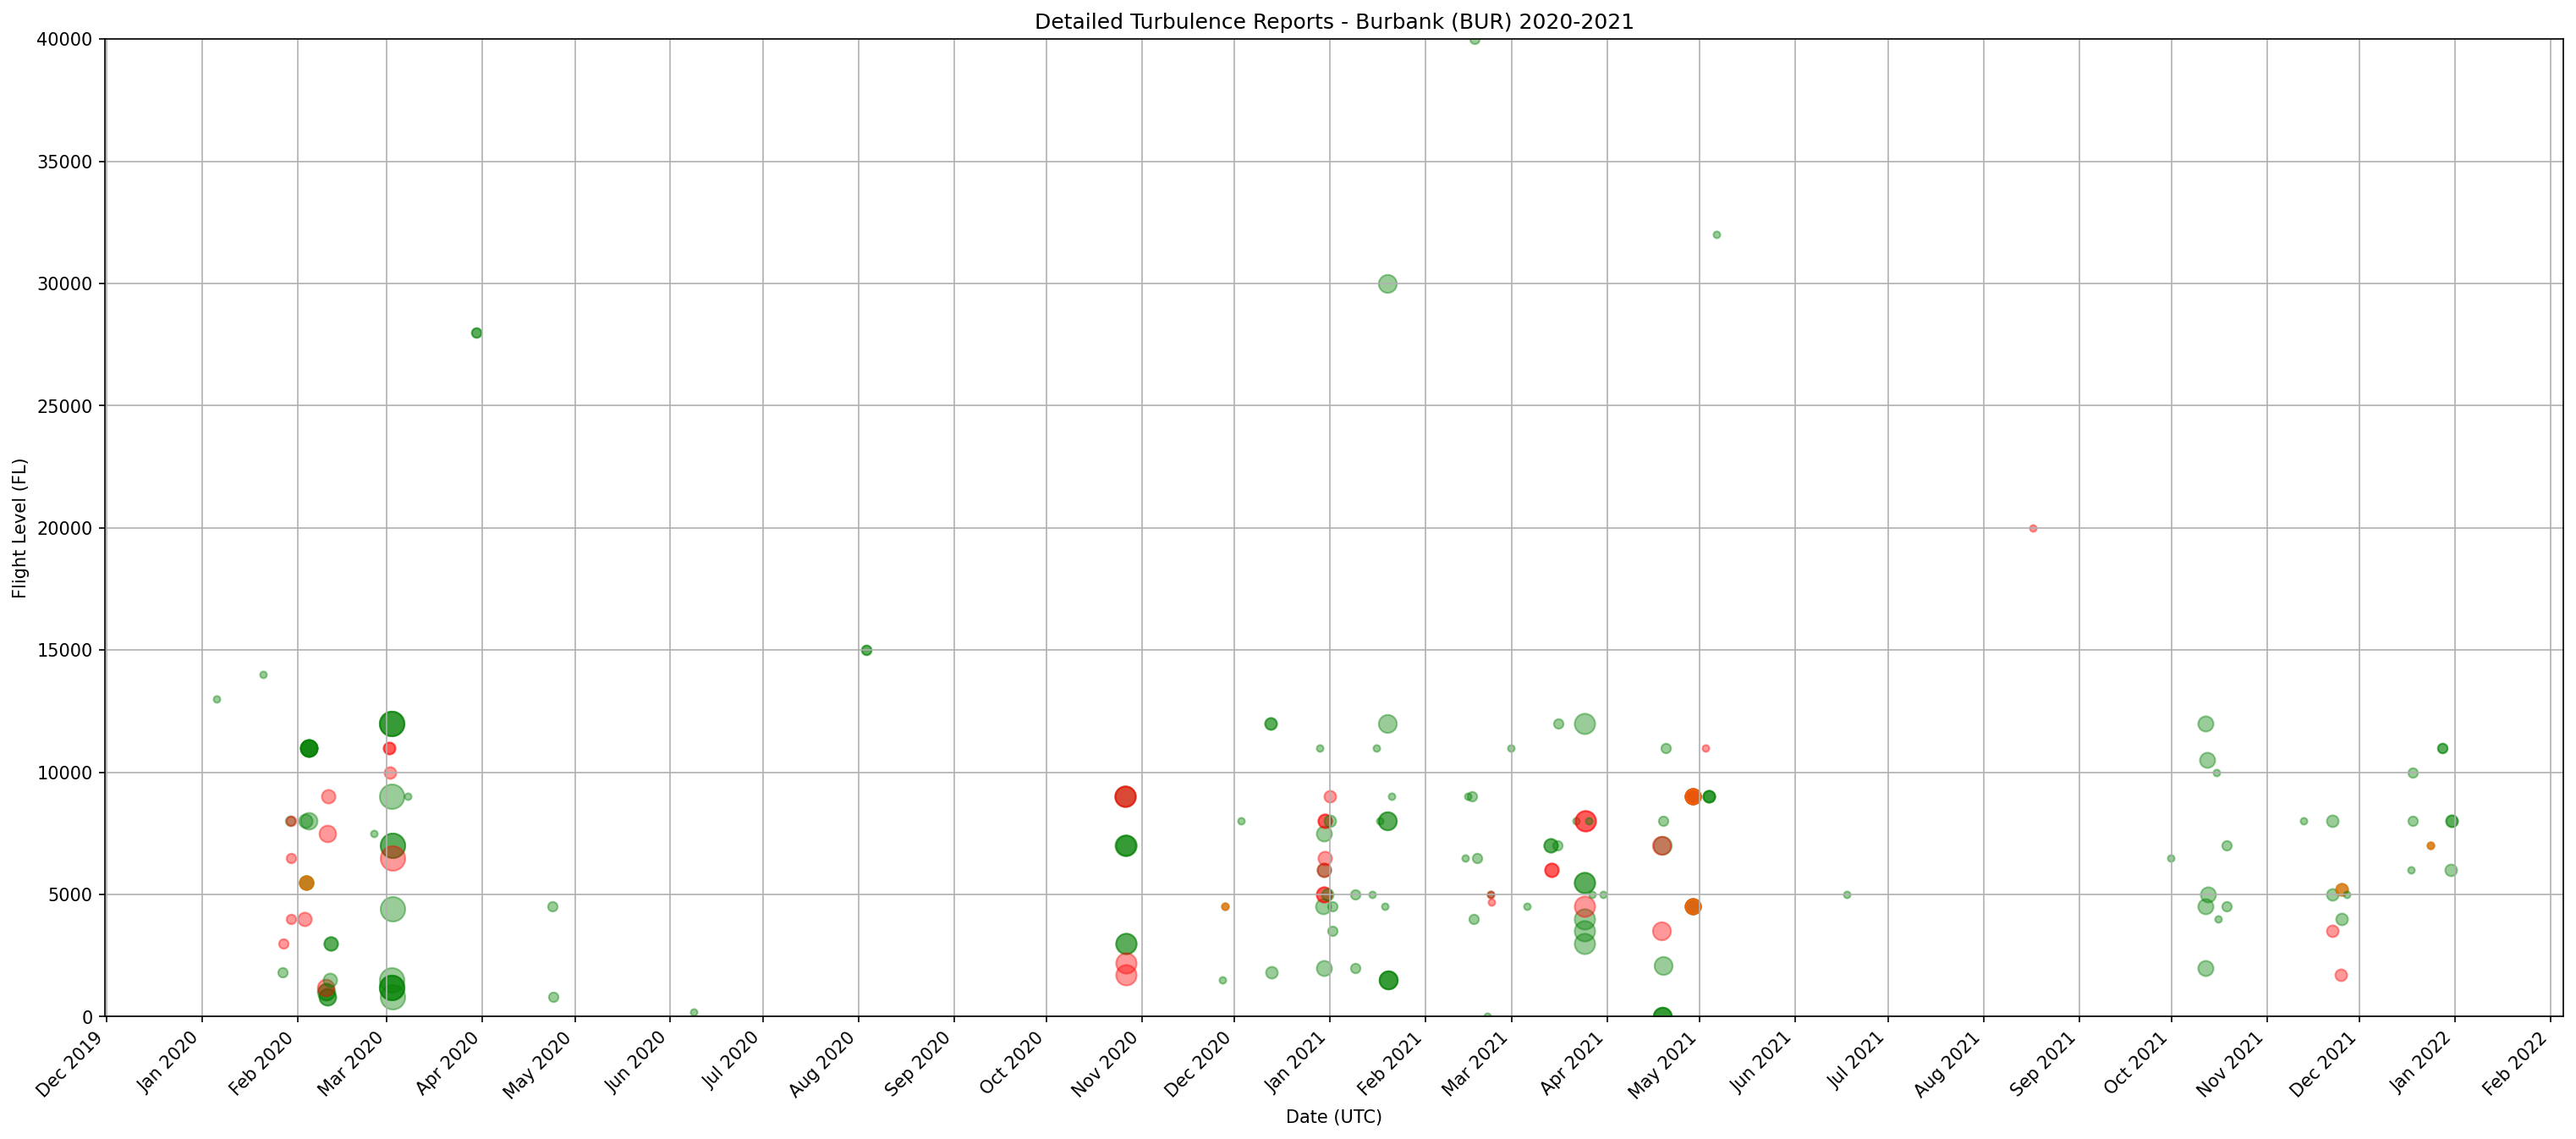 Detailed Turbulence Reports - Burbank (BUR) 2020-2021
Flight Level (FL)
40000
35000
30000
25000
20000
15000
10000
5000
0
Dec 2019
Jan 2020
Feb 2020
Mar 2020
Apr 2020
May 2020
Jun 2020
Jul 2020
Aug 2020
Sep 2020
Oct 2020
Nov 2020
Dec 2020
Jan 2021
Feb 2021
Mar 2021
Apr 2021
May 2021
Jun 2021
Jul 2021
Aug 2021
Sep 2021
Oct 2021
Nov 2021
Dec 2021
Jan 2022
Feb 2022
Date (UTC)